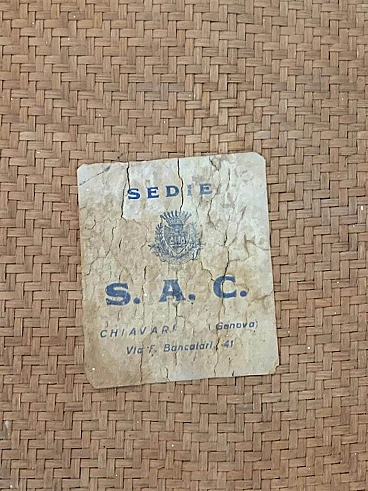 SEDIE
S. A. C.
CHIAVARI (Genova)
Via F. Bancalari, 41